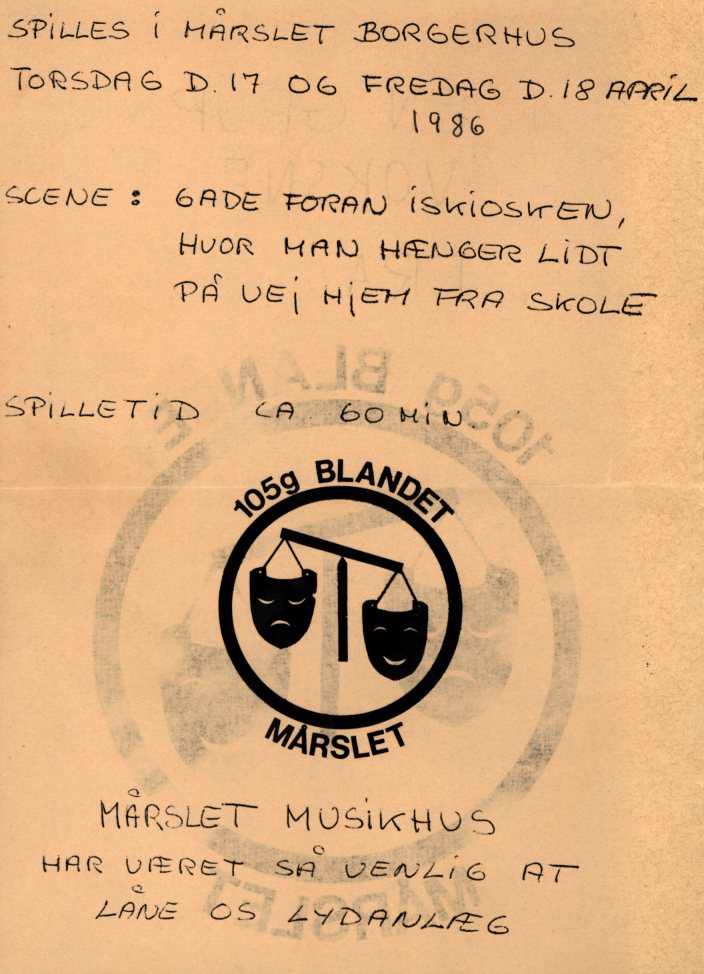 SPILLES I MÅRSLET BORGERHUS
TORSDAG D. 17 OG FREDAG D. 18 APRIL
1986
SCENE : GADE FORAN ISKIOSKEN,
HVOR MAN HÆNGER LIDT
PÅ VEJ HJEM FRA SKOLE
SPILLETID CA. 60 MIN.
105g BLANDET
MÅRSLET
MÅRSLET MUSIKHUS
HAR VÆRET SÅ VENLIG AT
LÅNE OS LYDANLÆG